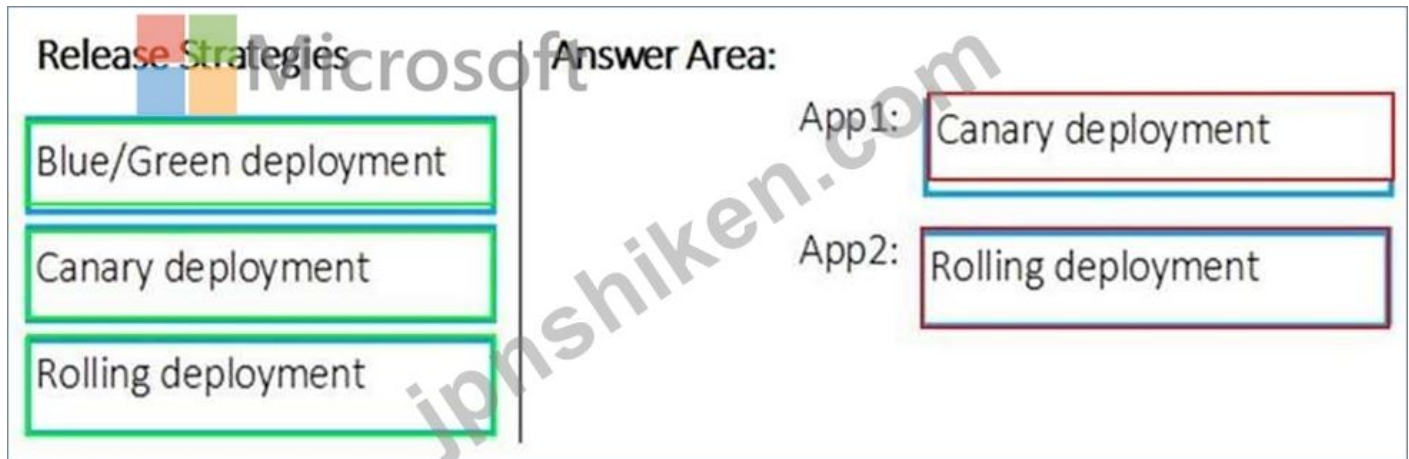 Release Strategies
Microsoft
Answer Area:
Blue/Green deployment
Canary deployment
Rolling deployment
App1: Canary deployment
App2: Rolling deployment
jpnshiken.com